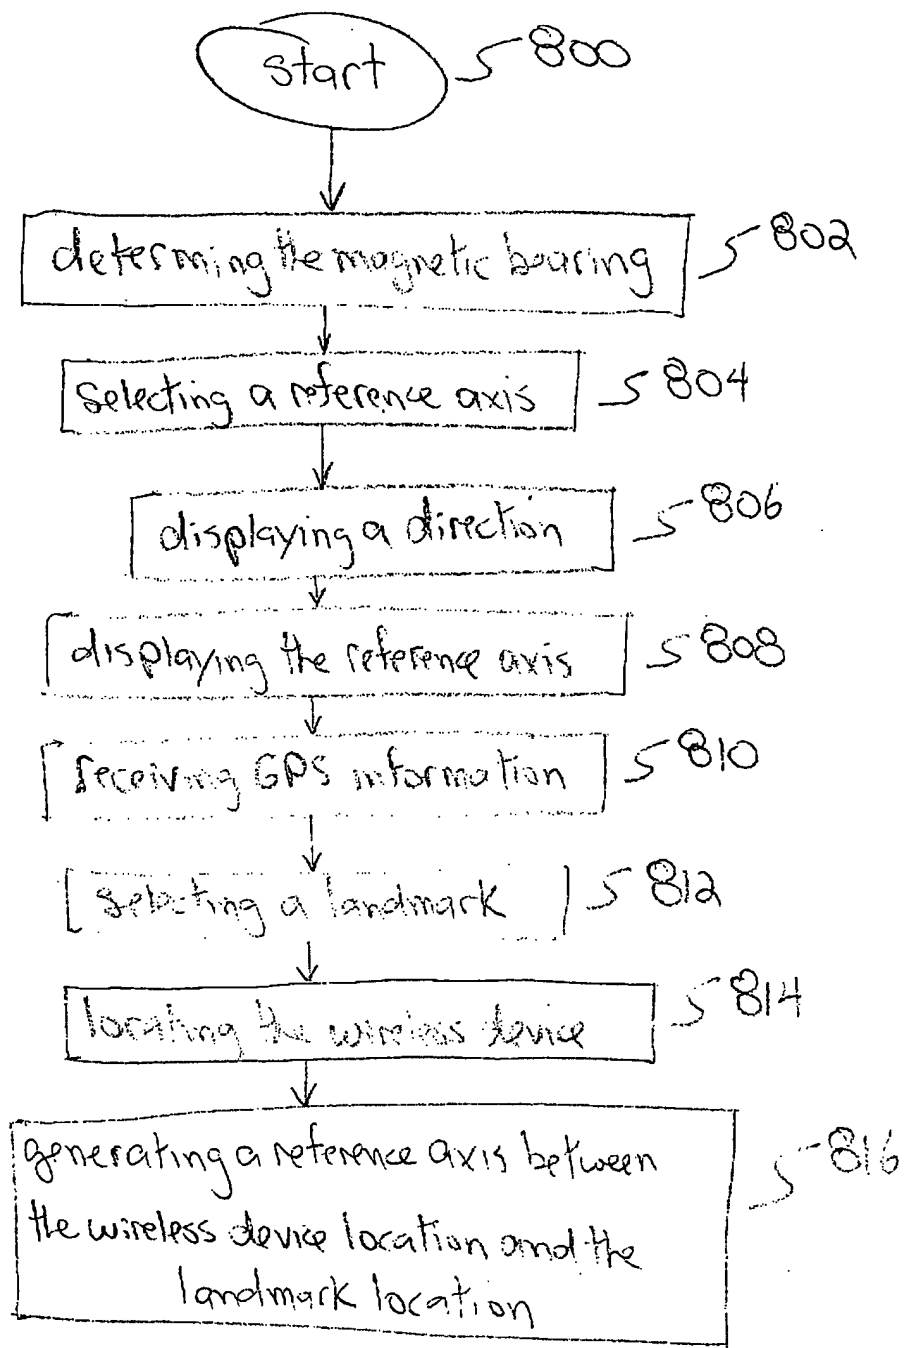 start 800
determing the magnetic bearing 802
selecting a reference axis 804
displaying a direction 806
displaying the reference axis 808
receiving GPS information 810
selecting a landmark 812
locating the wireless device 814
generating a reference axis between 816
the wireless device location and the
landmark location